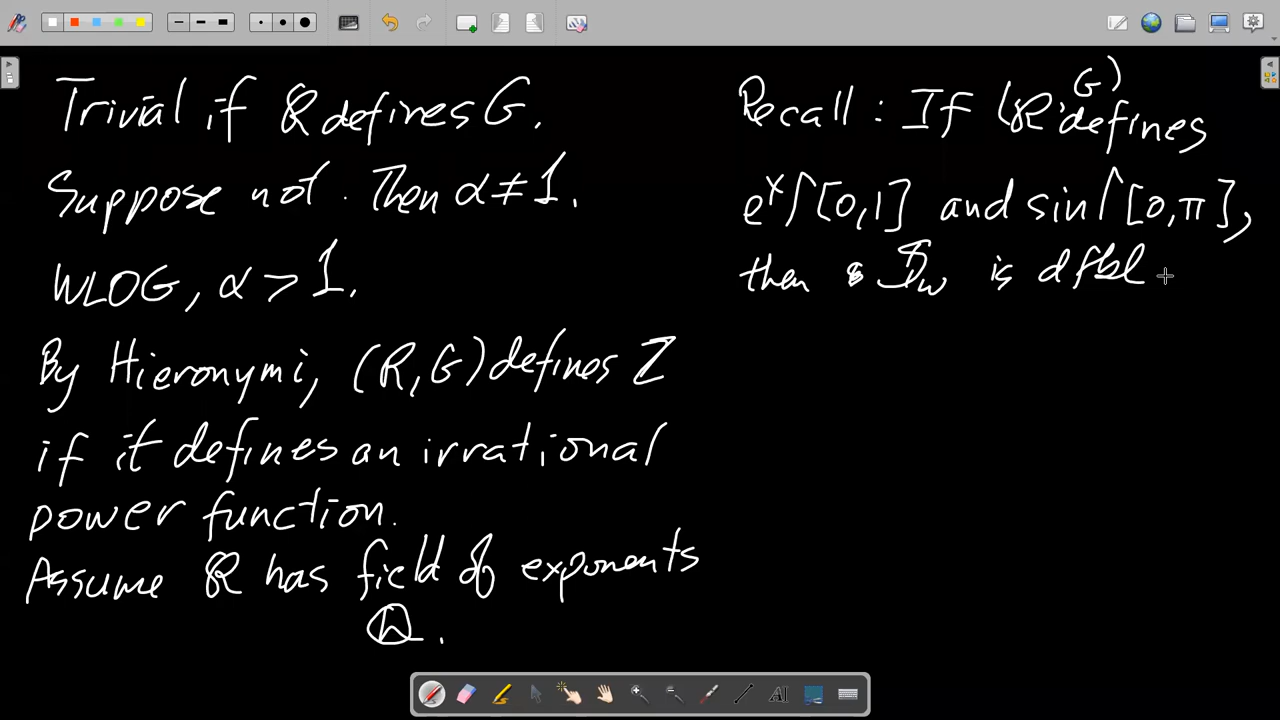 Trivial if ℜ defines G.
Suppose not. Then α ≠ 1.
WLOG, α > 1.
By Hieronymi, (ℜ, G) defines Z
if it defines an irrational
power function.
Assume ℜ has field of exponents
ℚ.
Recall : If (ℜ, G) defines
e^x↾[0,1] and sin↾[0,π],
then is dfbl